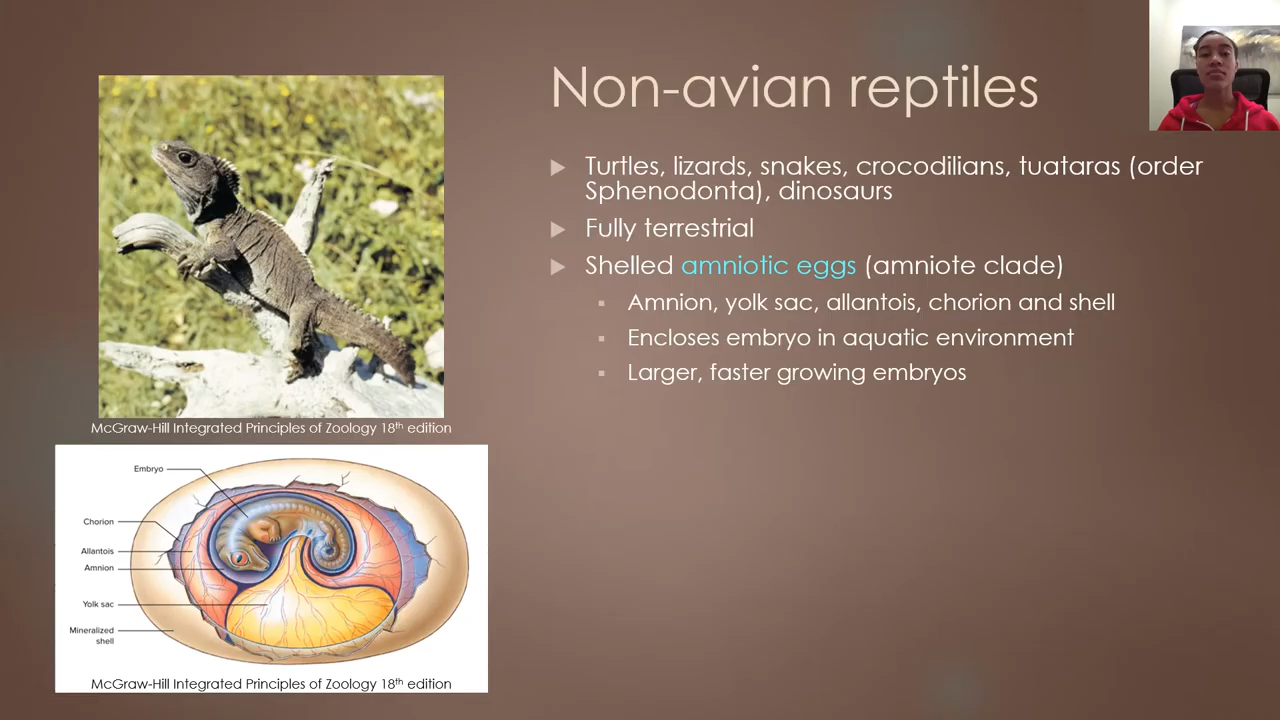 Non-avian reptiles
Turtles, lizards, snakes, crocodilians, tuataras (order
Sphenodonta), dinosaurs
Fully terrestrial
Shelled amniotic eggs (amniote clade)
Amnion, yolk sac, allantois, chorion and shell
Encloses embryo in aquatic environment
Larger, faster growing embryos
McGraw-Hill Integrated Principles of Zoology 18th edition
Embryo
Chorion
Allantois
Amnion
Yolk sac
Mineralized
shell
McGraw-Hill Integrated Principles of Zoology 18th edition